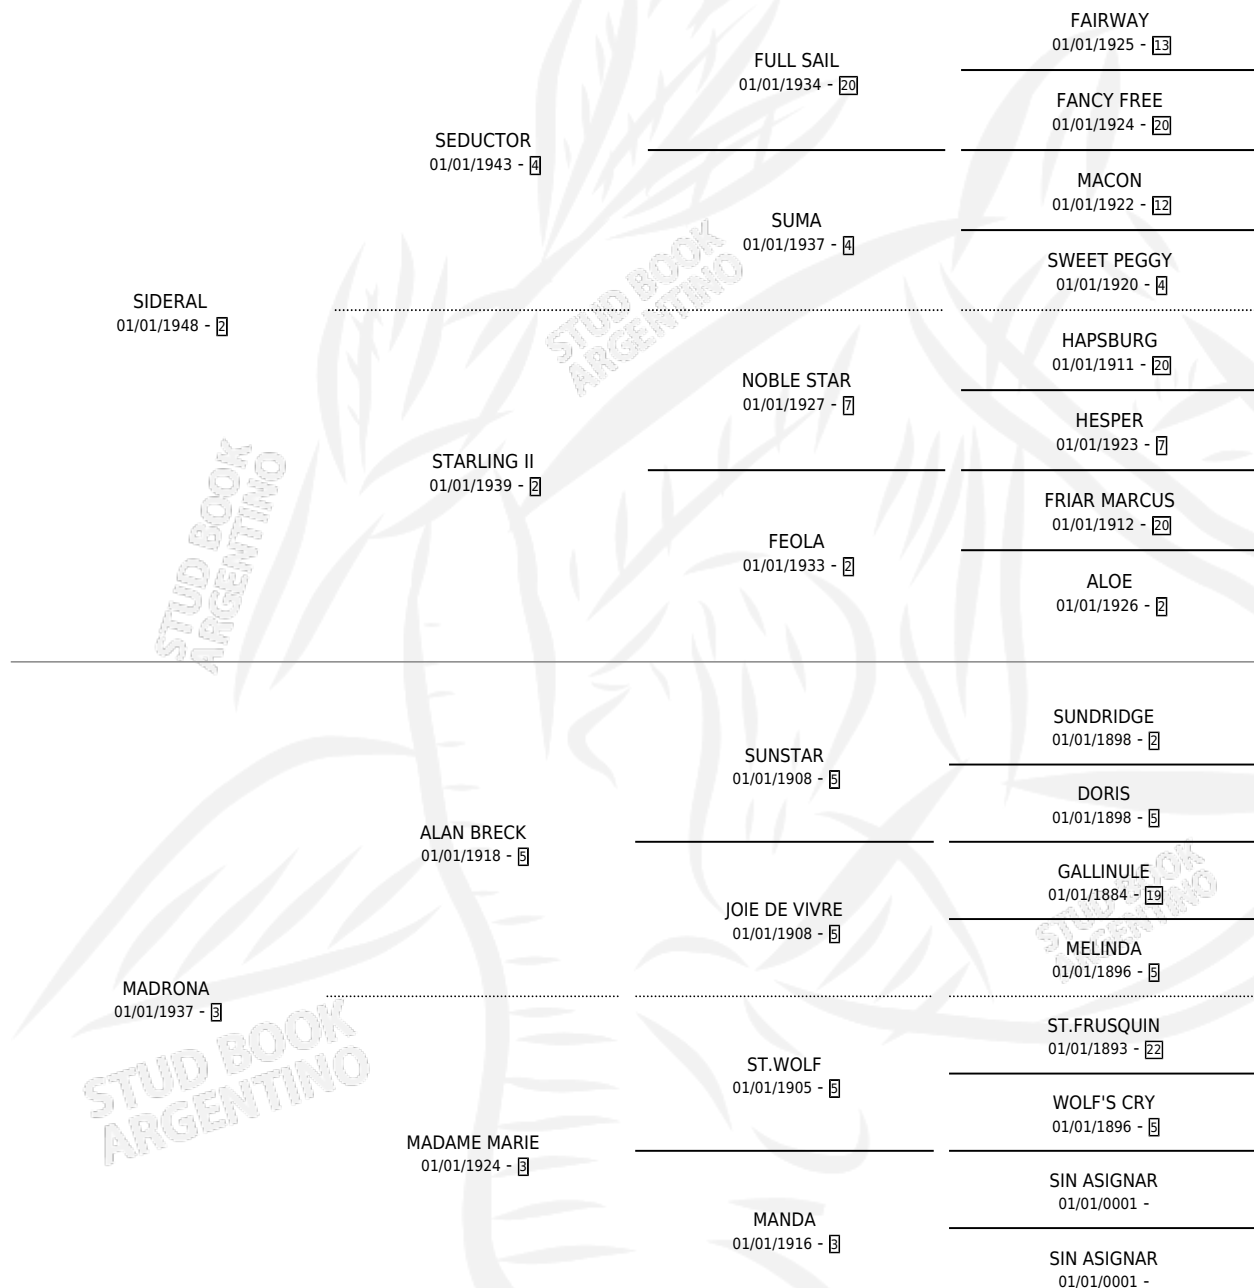 FAIRWAY
01/01/1925 - 13
FULL SAIL
01/01/1934 - 20
FANCY FREE
01/01/1924 - 20
SEDUCTOR
01/01/1943 - 4
MACON
01/01/1922 - 12
SUMA
01/01/1937 - 4
SWEET PEGGY
01/01/1920 - 4
SIDERAL
01/01/1948 - 2
HAPSBURG
01/01/1911 - 20
NOBLE STAR
01/01/1927 - 7
HESPER
01/01/1923 - 7
STARLING II
01/01/1939 - 2
FRIAR MARCUS
01/01/1912 - 20
FEOLA
01/01/1933 - 2
ALOE
01/01/1926 - 2
SUNDRIDGE
01/01/1898 - 2
SUNSTAR
01/01/1908 - 5
DORIS
01/01/1898 - 5
ALAN BRECK
01/01/1918 - 5
GALLINULE
01/01/1884 - 19
JOIE DE VIVRE
01/01/1908 - 5
MELINDA
01/01/1896 - 5
MADRONA
01/01/1937 - 3
ST.FRUSQUIN
01/01/1893 - 22
ST.WOLF
01/01/1905 - 5
WOLF'S CRY
01/01/1896 - 5
MADAME MARIE
01/01/1924 - 3
SIN ASIGNAR
01/01/0001 -
MANDA
01/01/1916 - 3
SIN ASIGNAR
01/01/0001 -
STUD BOOK
ARGENTINO
STUD BOOK
ARGENTINO
STUD BOOK
ARGENTINO
STUD BOOK
ARGENTINO